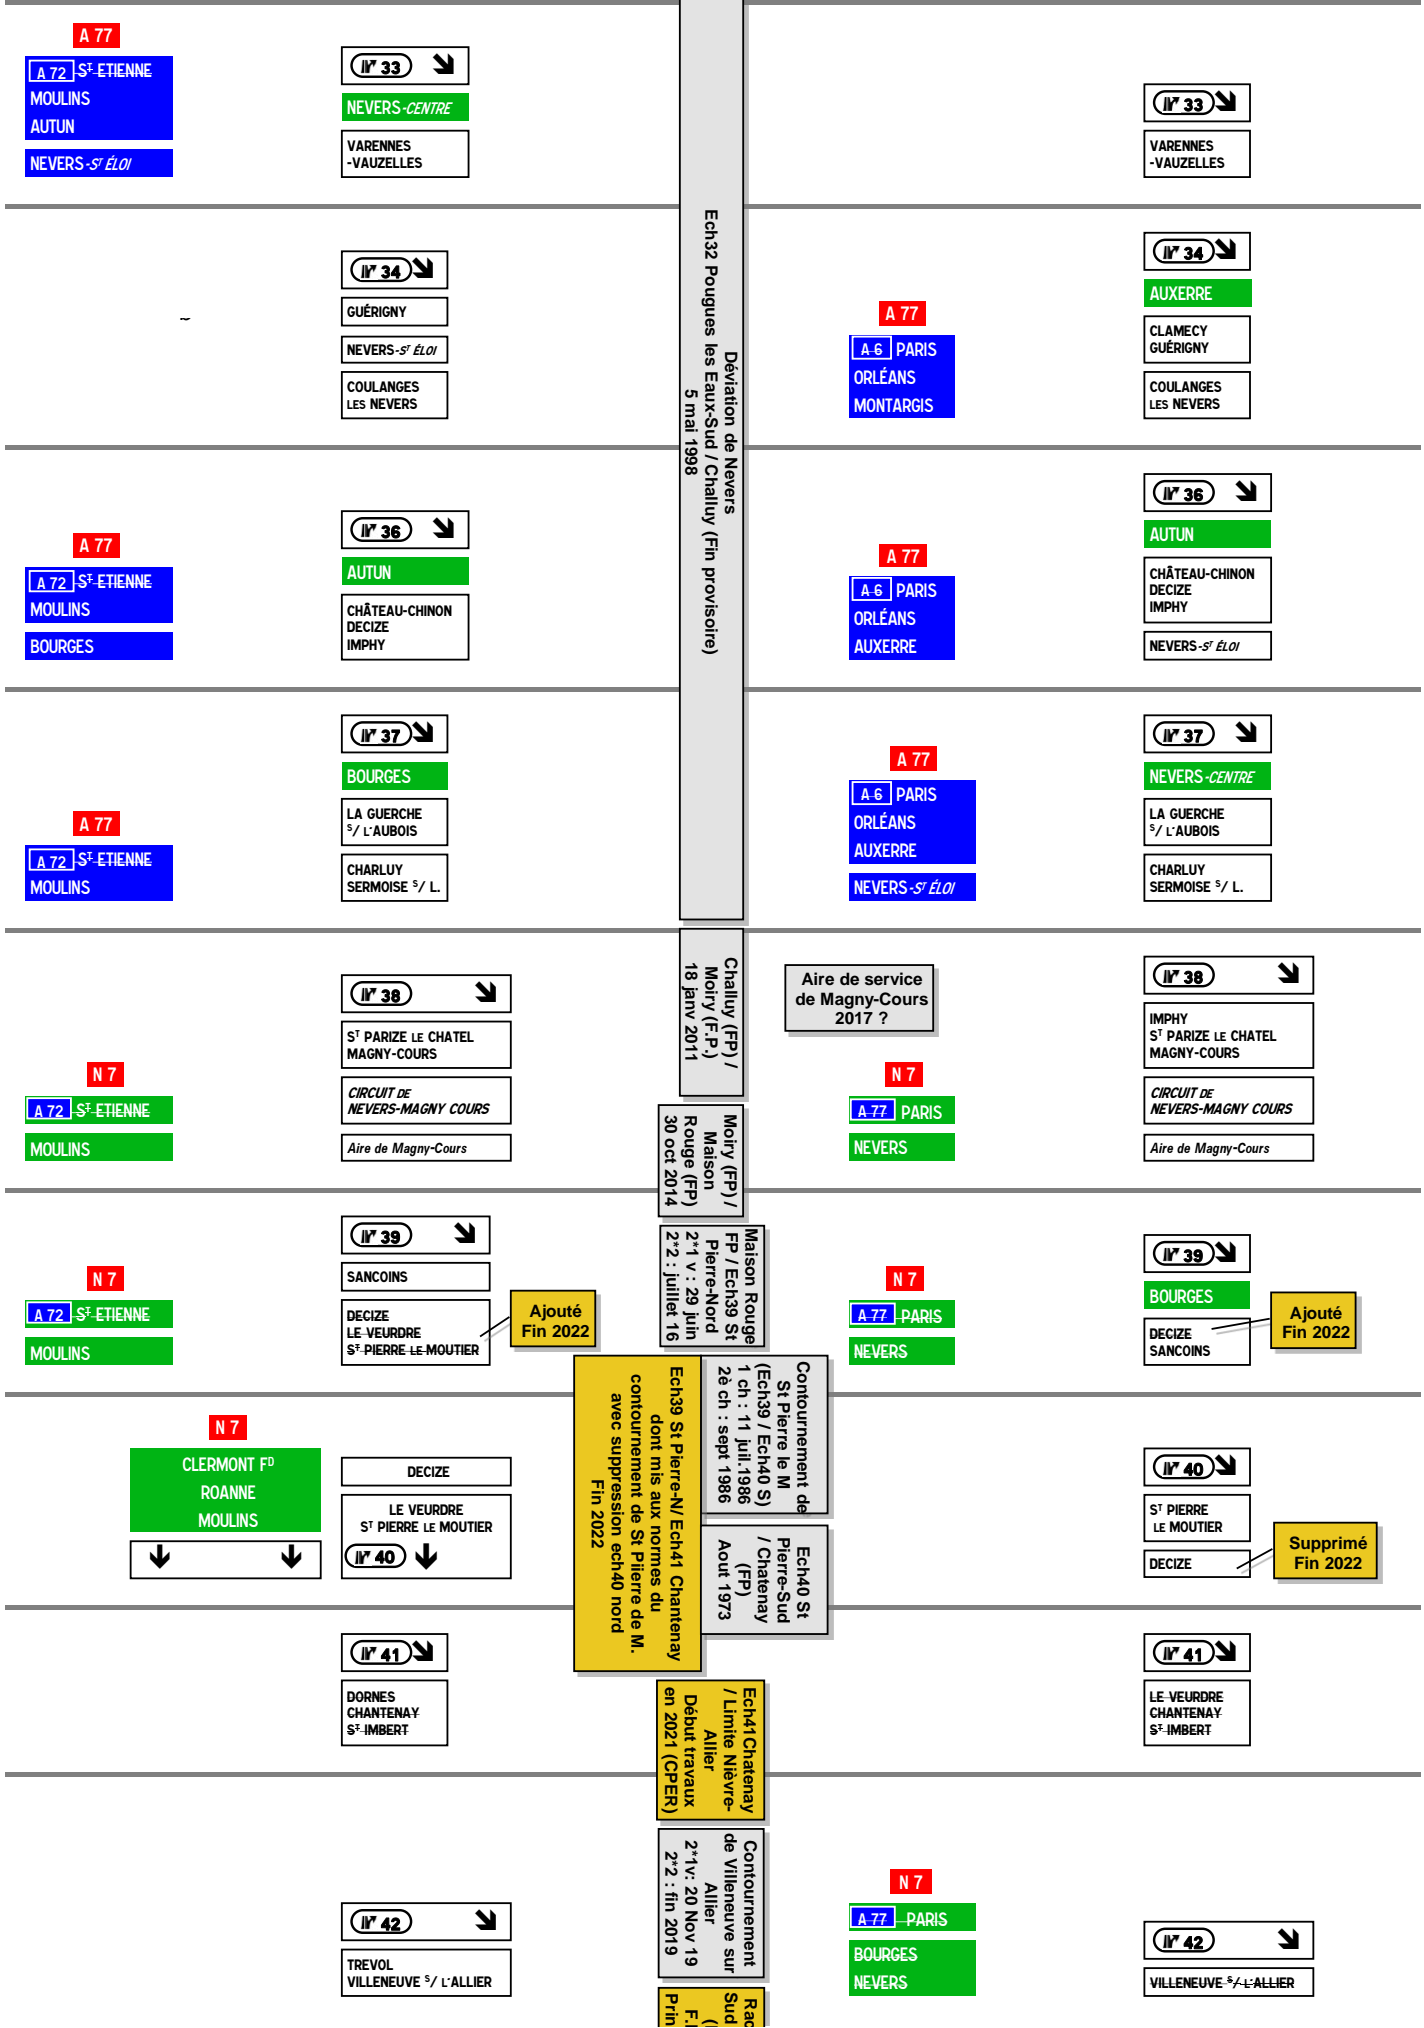 A 77
A 72 ST ETIENNE
MOULINS
AUTUN
NEVERS-ST ÉLOI
33
NEVERS-CENTRE
VARENNES
-VAUZELLES
33
VARENNES
-VAUZELLES
Déviation de Nevers
Ech32 Pougues les Eaux-Sud / Challuy (Fin provisoire)
5 mai 1998
34
GUÉRIGNY
NEVERS-ST ÉLOI
COULANGES
LES NEVERS
A 77
A 6 PARIS
ORLÉANS
MONTARGIS
34
AUXERRE
CLAMECY
GUÉRIGNY
COULANGES
LES NEVERS
A 77
A 72 ST ETIENNE
MOULINS
BOURGES
36
AUTUN
CHÂTEAU-CHINON
DECIZE
IMPHY
A 77
A 6 PARIS
ORLÉANS
AUXERRE
36
AUTUN
CHÂTEAU-CHINON
DECIZE
IMPHY
NEVERS-ST ÉLOI
A 77
A 72 ST ETIENNE
MOULINS
37
BOURGES
LA GUERCHE
S/ L'AUBOIS
CHARLUY
SERMOISE S/ L.
A 77
A 6 PARIS
ORLÉANS
AUXERRE
NEVERS-ST ÉLOI
37
NEVERS-CENTRE
LA GUERCHE
S/ L'AUBOIS
CHARLUY
SERMOISE S/ L.
N 7
A 72 ST ETIENNE
MOULINS
38
ST PARIZE LE CHATEL
MAGNY-COURS
CIRCUIT DE
NEVERS-MAGNY COURS
Aire de Magny-Cours
Challuy (FP) /
Moiry (F.P.)
18 janv 2011
Aire de service
de Magny-Cours
2017 ?
N 7
A 77 PARIS
NEVERS
38
IMPHY
ST PARIZE LE CHATEL
MAGNY-COURS
CIRCUIT DE
NEVERS-MAGNY COURS
Aire de Magny-Cours
Moiry (FP) /
Maison
Rouge (FP)
30 oct 2014
N 7
A 72 ST ETIENNE
MOULINS
39
SANCOINS
DECIZE
LE VEURDRE
ST PIERRE LE MOUTIER
Ajouté
Fin 2022
Maison Rouge
FP / Ech39 St
Pierre-Nord
2*1 v : 29 juin
2*2 : juillet 16
N 7
A 77 PARIS
NEVERS
39
BOURGES
DECIZE
SANCOINS
Ajouté
Fin 2022
Contournement de
St Pierre le M
(Ech39 / Ech40 S)
1 ch : 11 juil.1986
2è ch : sept 1986
Ech39 St Pierre-N/ Ech41 Chantenay
dont mis aux normes du
contournement de St Piierre de M.
avec suppression ech40 nord
Fin 2022
N 7
CLERMONT FD
ROANNE
MOULINS
DECIZE
LE VEURDRE
ST PIERRE LE MOUTIER
40
Ech40 St
Pierre-Sud
/ Chatenay
(FP)
Aout 1973
40
ST PIERRE
LE MOUTIER
DECIZE
Supprimé
Fin 2022
41
DORNES
CHANTENAY
ST IMBERT
41
LE VEURDRE
CHANTENAY
ST IMBERT
Ech41Chatenay
/ Limite Nièvre-
Allier
Début travaux
en 2021 (CPER)
Contournement
de Villeneuve sur
Allier
2*1v: 20 Nov 19
2*2 : fin 2019
42
TREVOL
VILLENEUVE S/ L'ALLIER
N 7
A 77 PARIS
BOURGES
NEVERS
42
VILLENEUVE S/ L'ALLIER
Sud